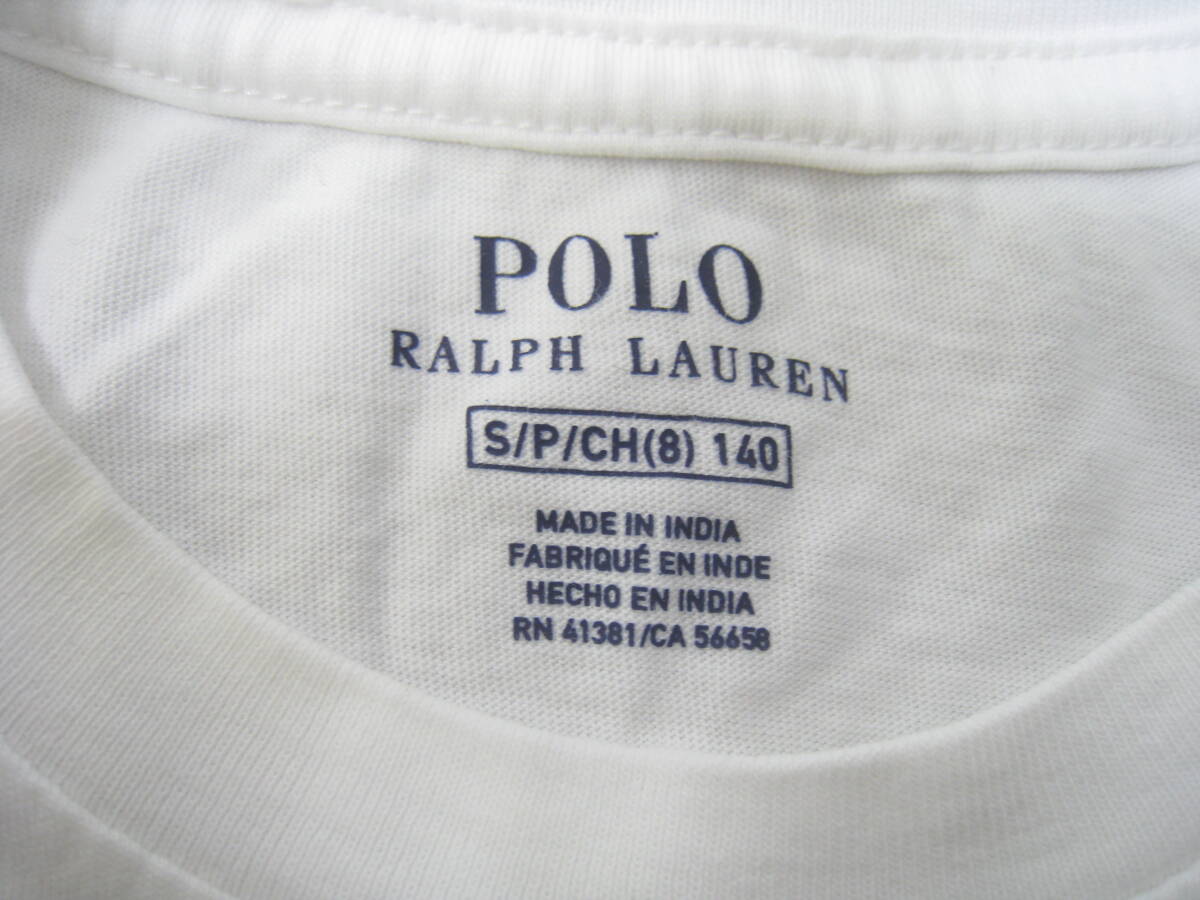 POLO
RALPH LAUREN
S/P/CH(8) 140
MADE IN INDIA
FABRIQUÉ EN INDE
HECHO EN INDIA
RN 41381/CA 56658